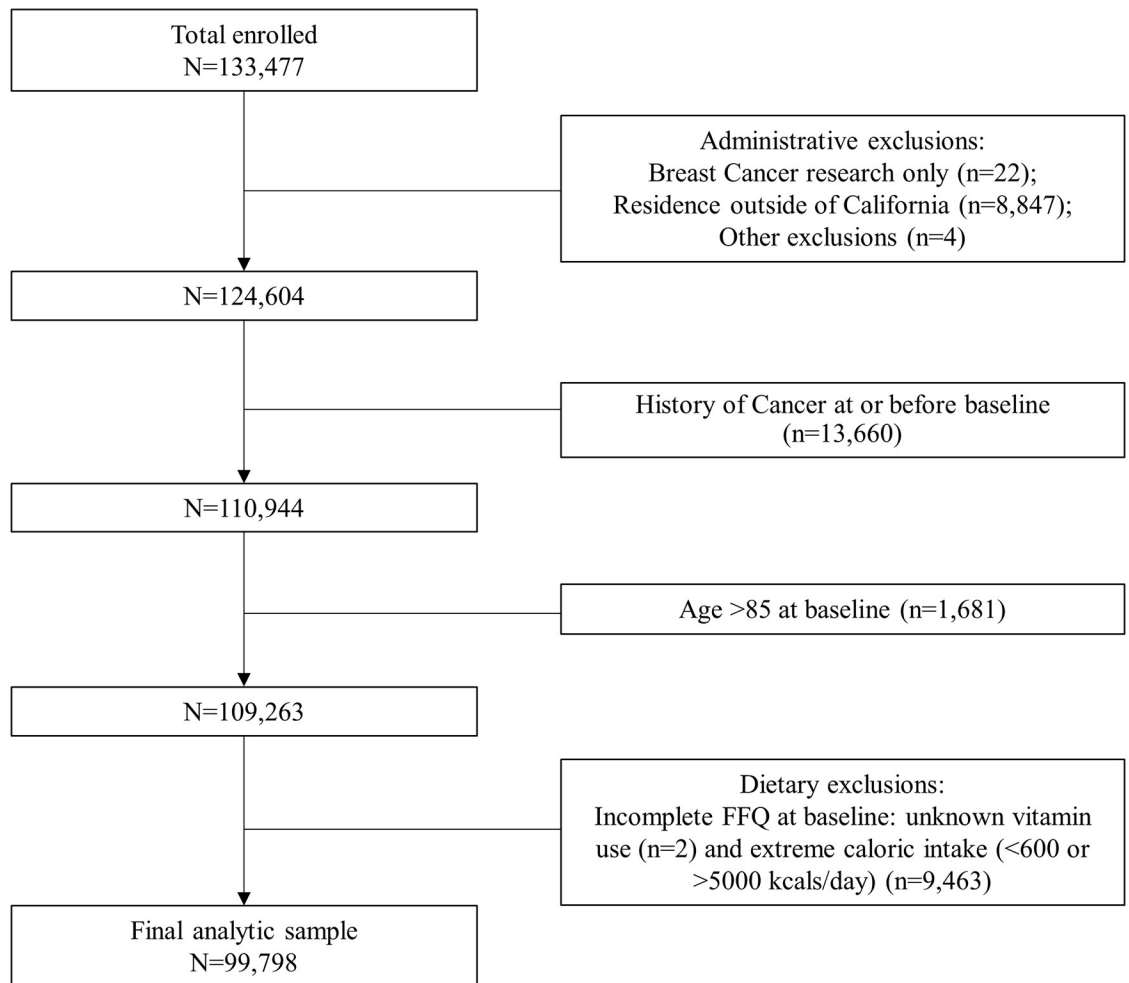 Total enrolled
N=133,477
Administrative exclusions:
Breast Cancer research only (n=22);
Residence outside of California (n=8,847);
Other exclusions (n=4)
N=124,604
History of Cancer at or before baseline
(n=13,660)
N=110,944
Age >85 at baseline (n=1,681)
N=109,263
Dietary exclusions:
Incomplete FFQ at baseline: unknown vitamin
use (n=2) and extreme caloric intake (<600 or
>5000 kcals/day) (n=9,463)
Final analytic sample
N=99,798